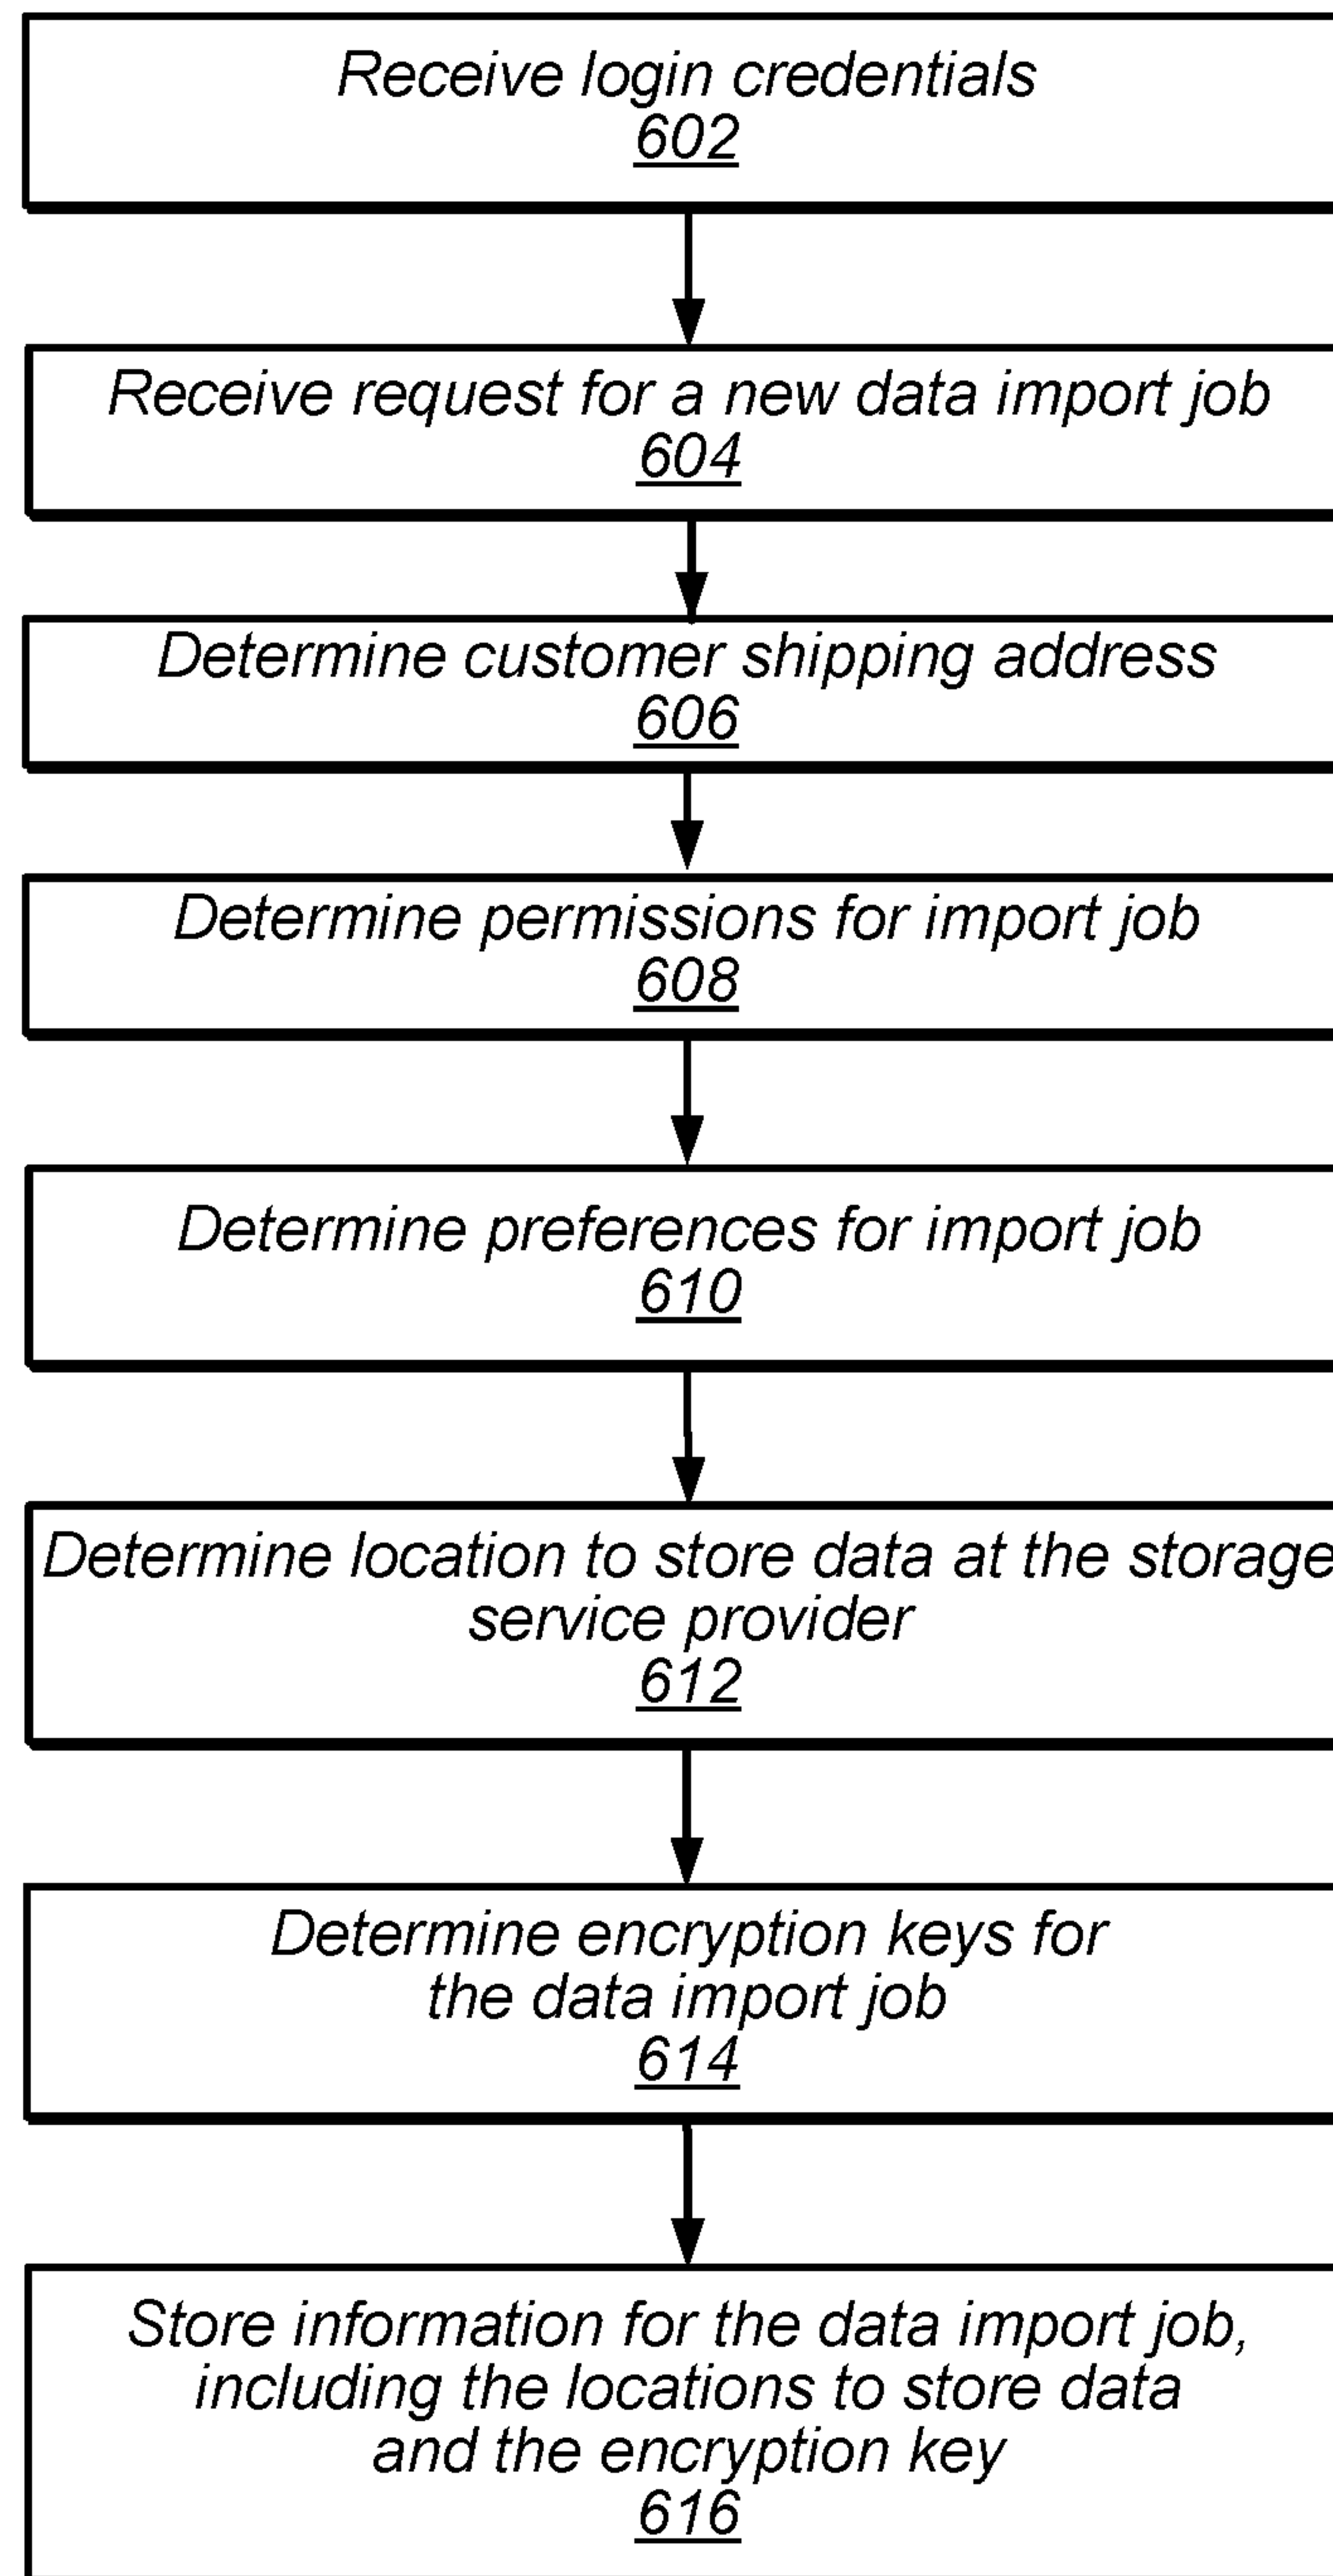 Receive login credentials
602
Receive request for a new data import job
604
Determine customer shipping address
606
Determine permissions for import job
608
Determine preferences for import job
610
Determine location to store data at the storage
service provider
612
Determine encryption keys for
the data import job
614
Store information for the data import job,
including the locations to store data
and the encryption key
616